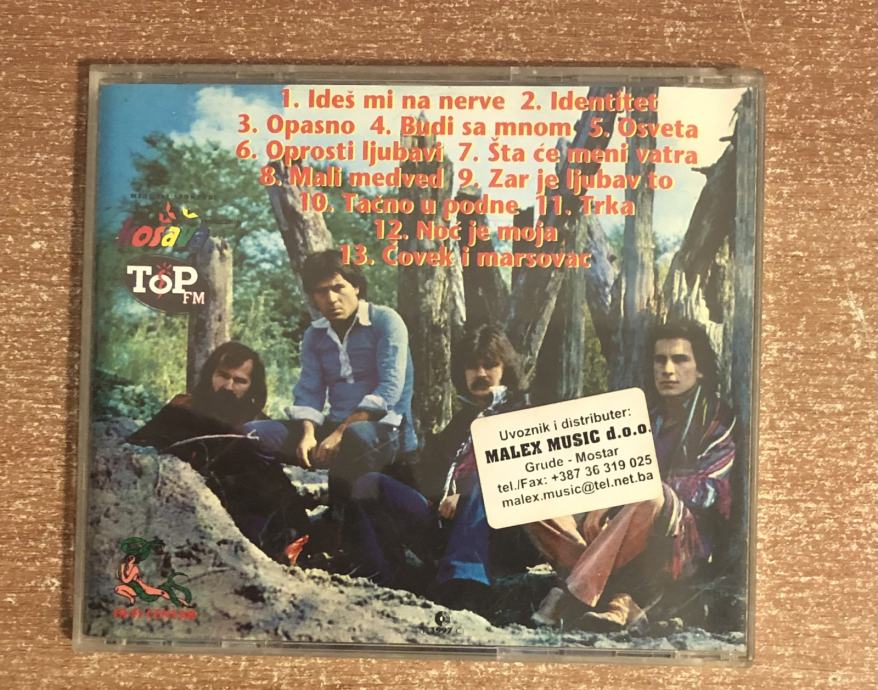 1. Ideš mi na nerve 2. Identitet
3. Opasno 4. Budi sa mnom 5. Osveta
6. Oprosti ljubavi 7. Šta će meni vatra
8. Mali medved 9. Zar je ljubav to
10. Tačno u podne 11. Trka
12. Noć je moja
13. Čovek i marsovac
Košava
TOP
FM
Uvoznik i distributer:
MALEX MUSIC d.o.o.
Grude - Mostar
tel./Fax: +387 36 319 025
malex.music@tel.net.ba
1997